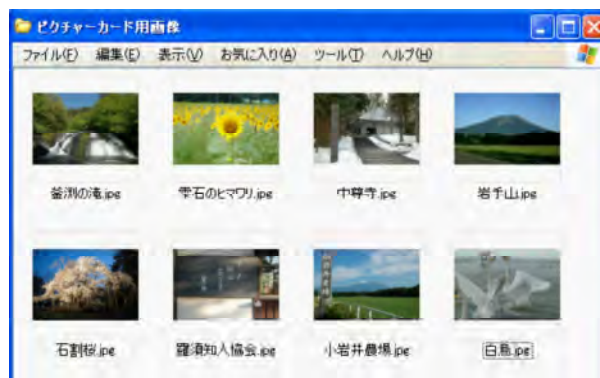 ピクチャーカード用画像
ファイル(F) 編集(E) 表示(V) お気に入り(A) ツール(T) ヘルプ(H)
釜淵の滝.jpg 雫石のヒマワリ.jpg 中尊寺.jpg 岩手山.jpg
石割桜.jpg 羅須知人協会.jpg 小岩井農場.jpg 白鳥.jpg